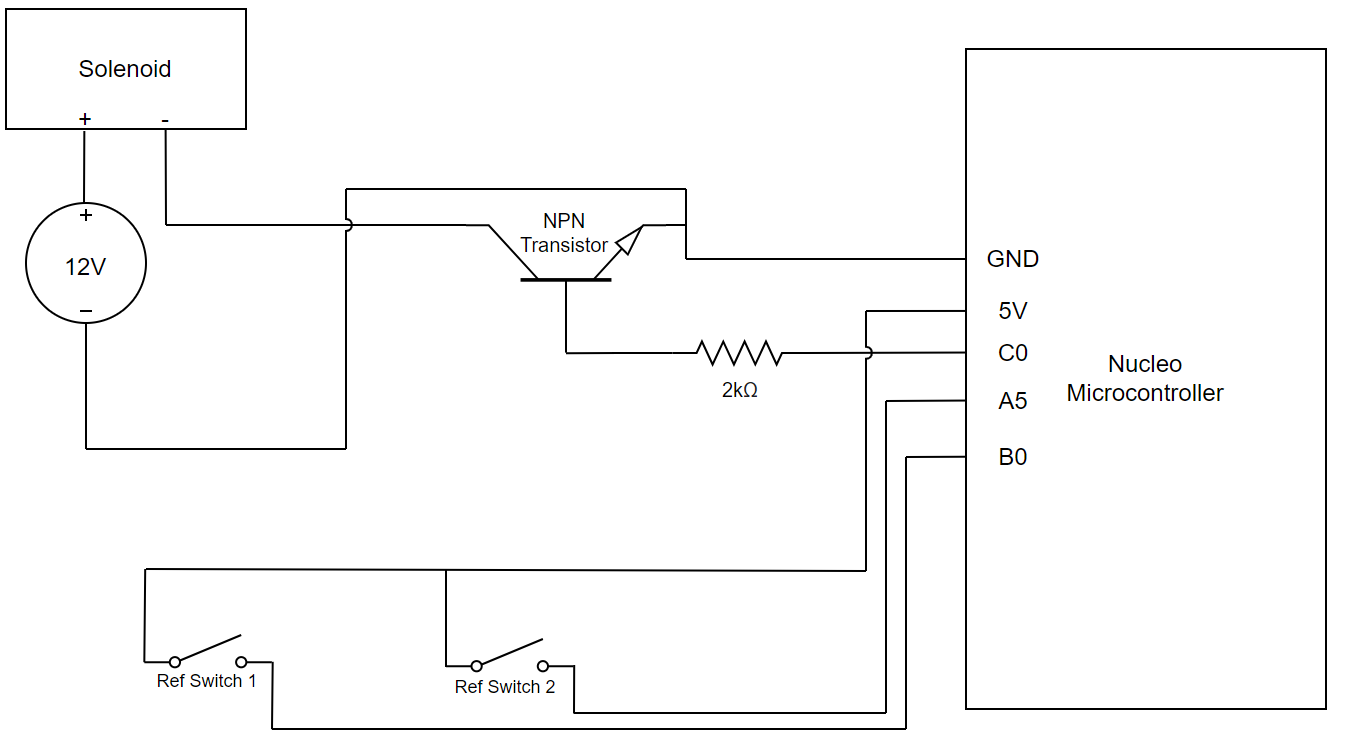 Solenoid
+ -
+
12V
−
NPN
Transistor
2kΩ
GND
5V
C0
A5
B0
Nucleo
Microcontroller
Ref Switch 1
Ref Switch 2